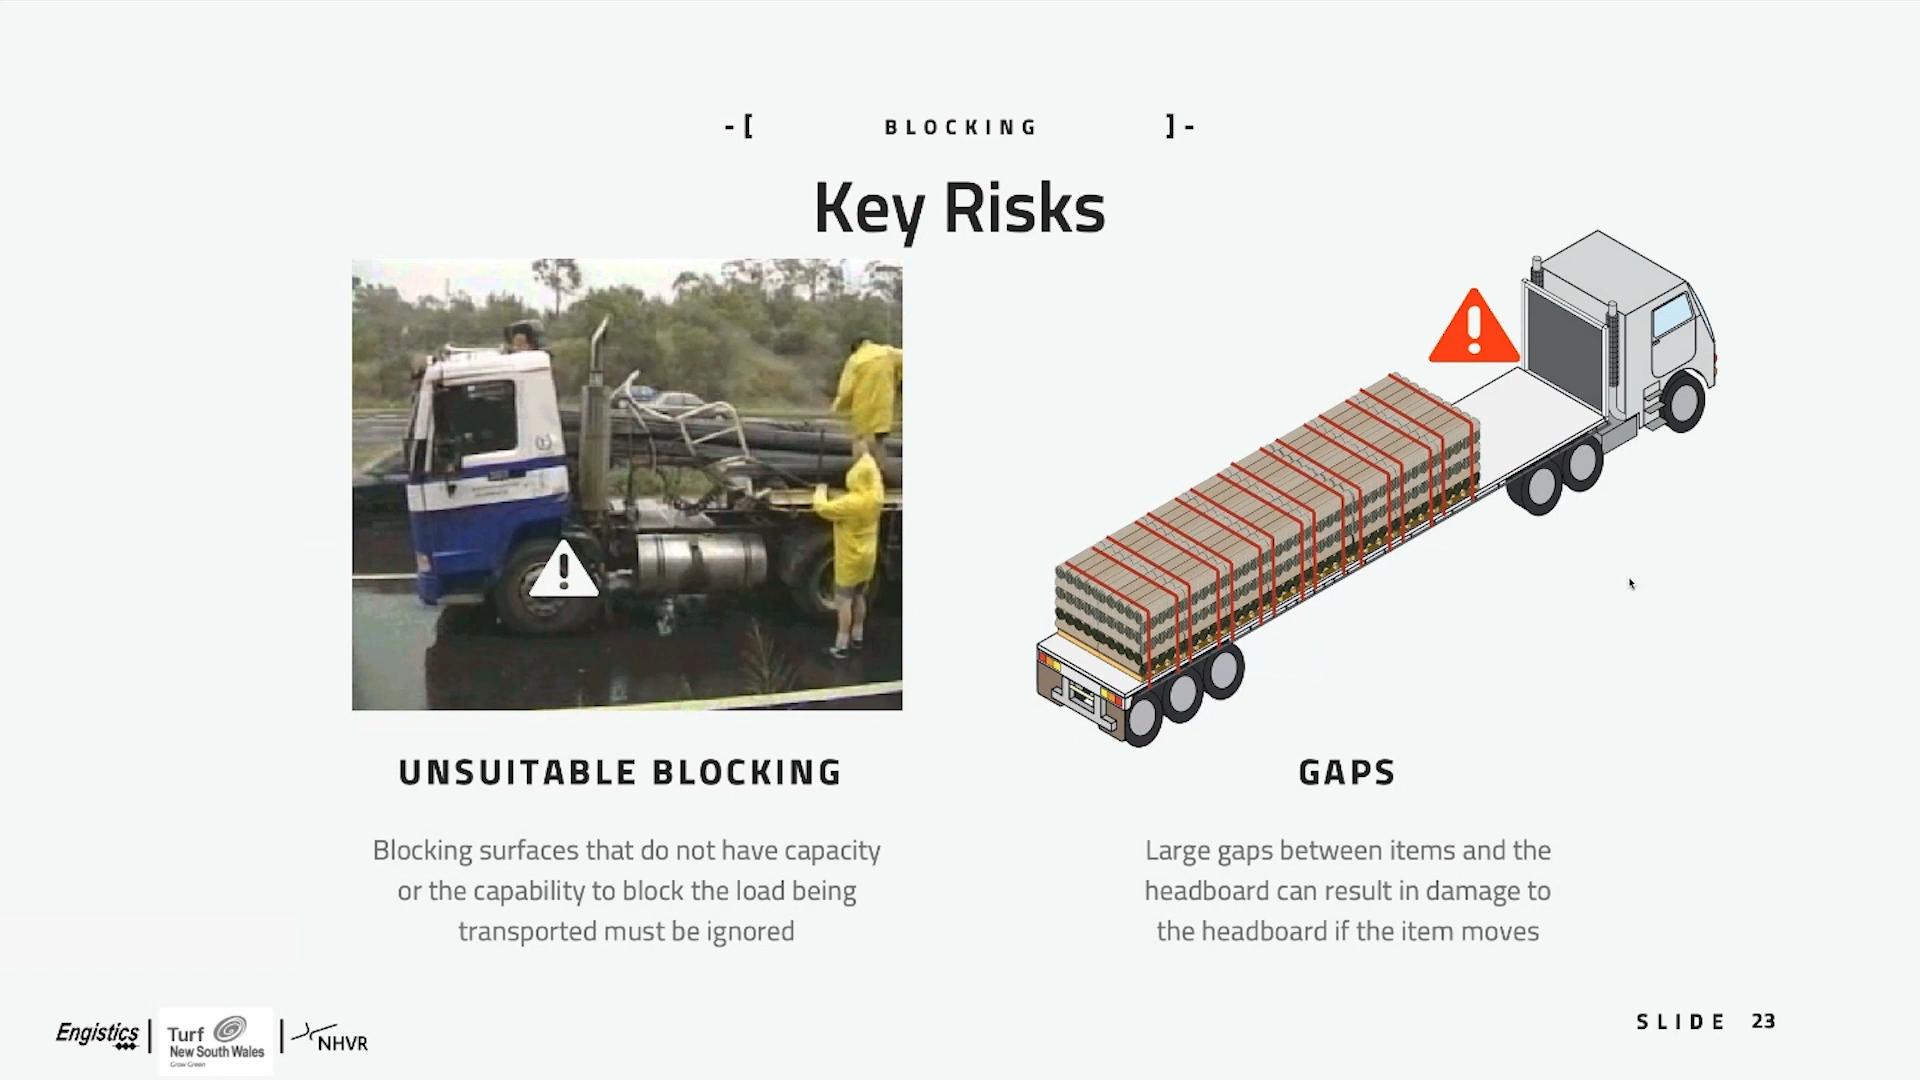 -[ BLOCKING ]-
Key Risks
UNSUITABLE BLOCKING
Blocking surfaces that do not have capacity
or the capability to block the load being
transported must be ignored
GAPS
Large gaps between items and the
headboard can result in damage to
the headboard if the item moves
Engistics
Turf
New South Wales
Grow Green
NHVR
SLIDE 23